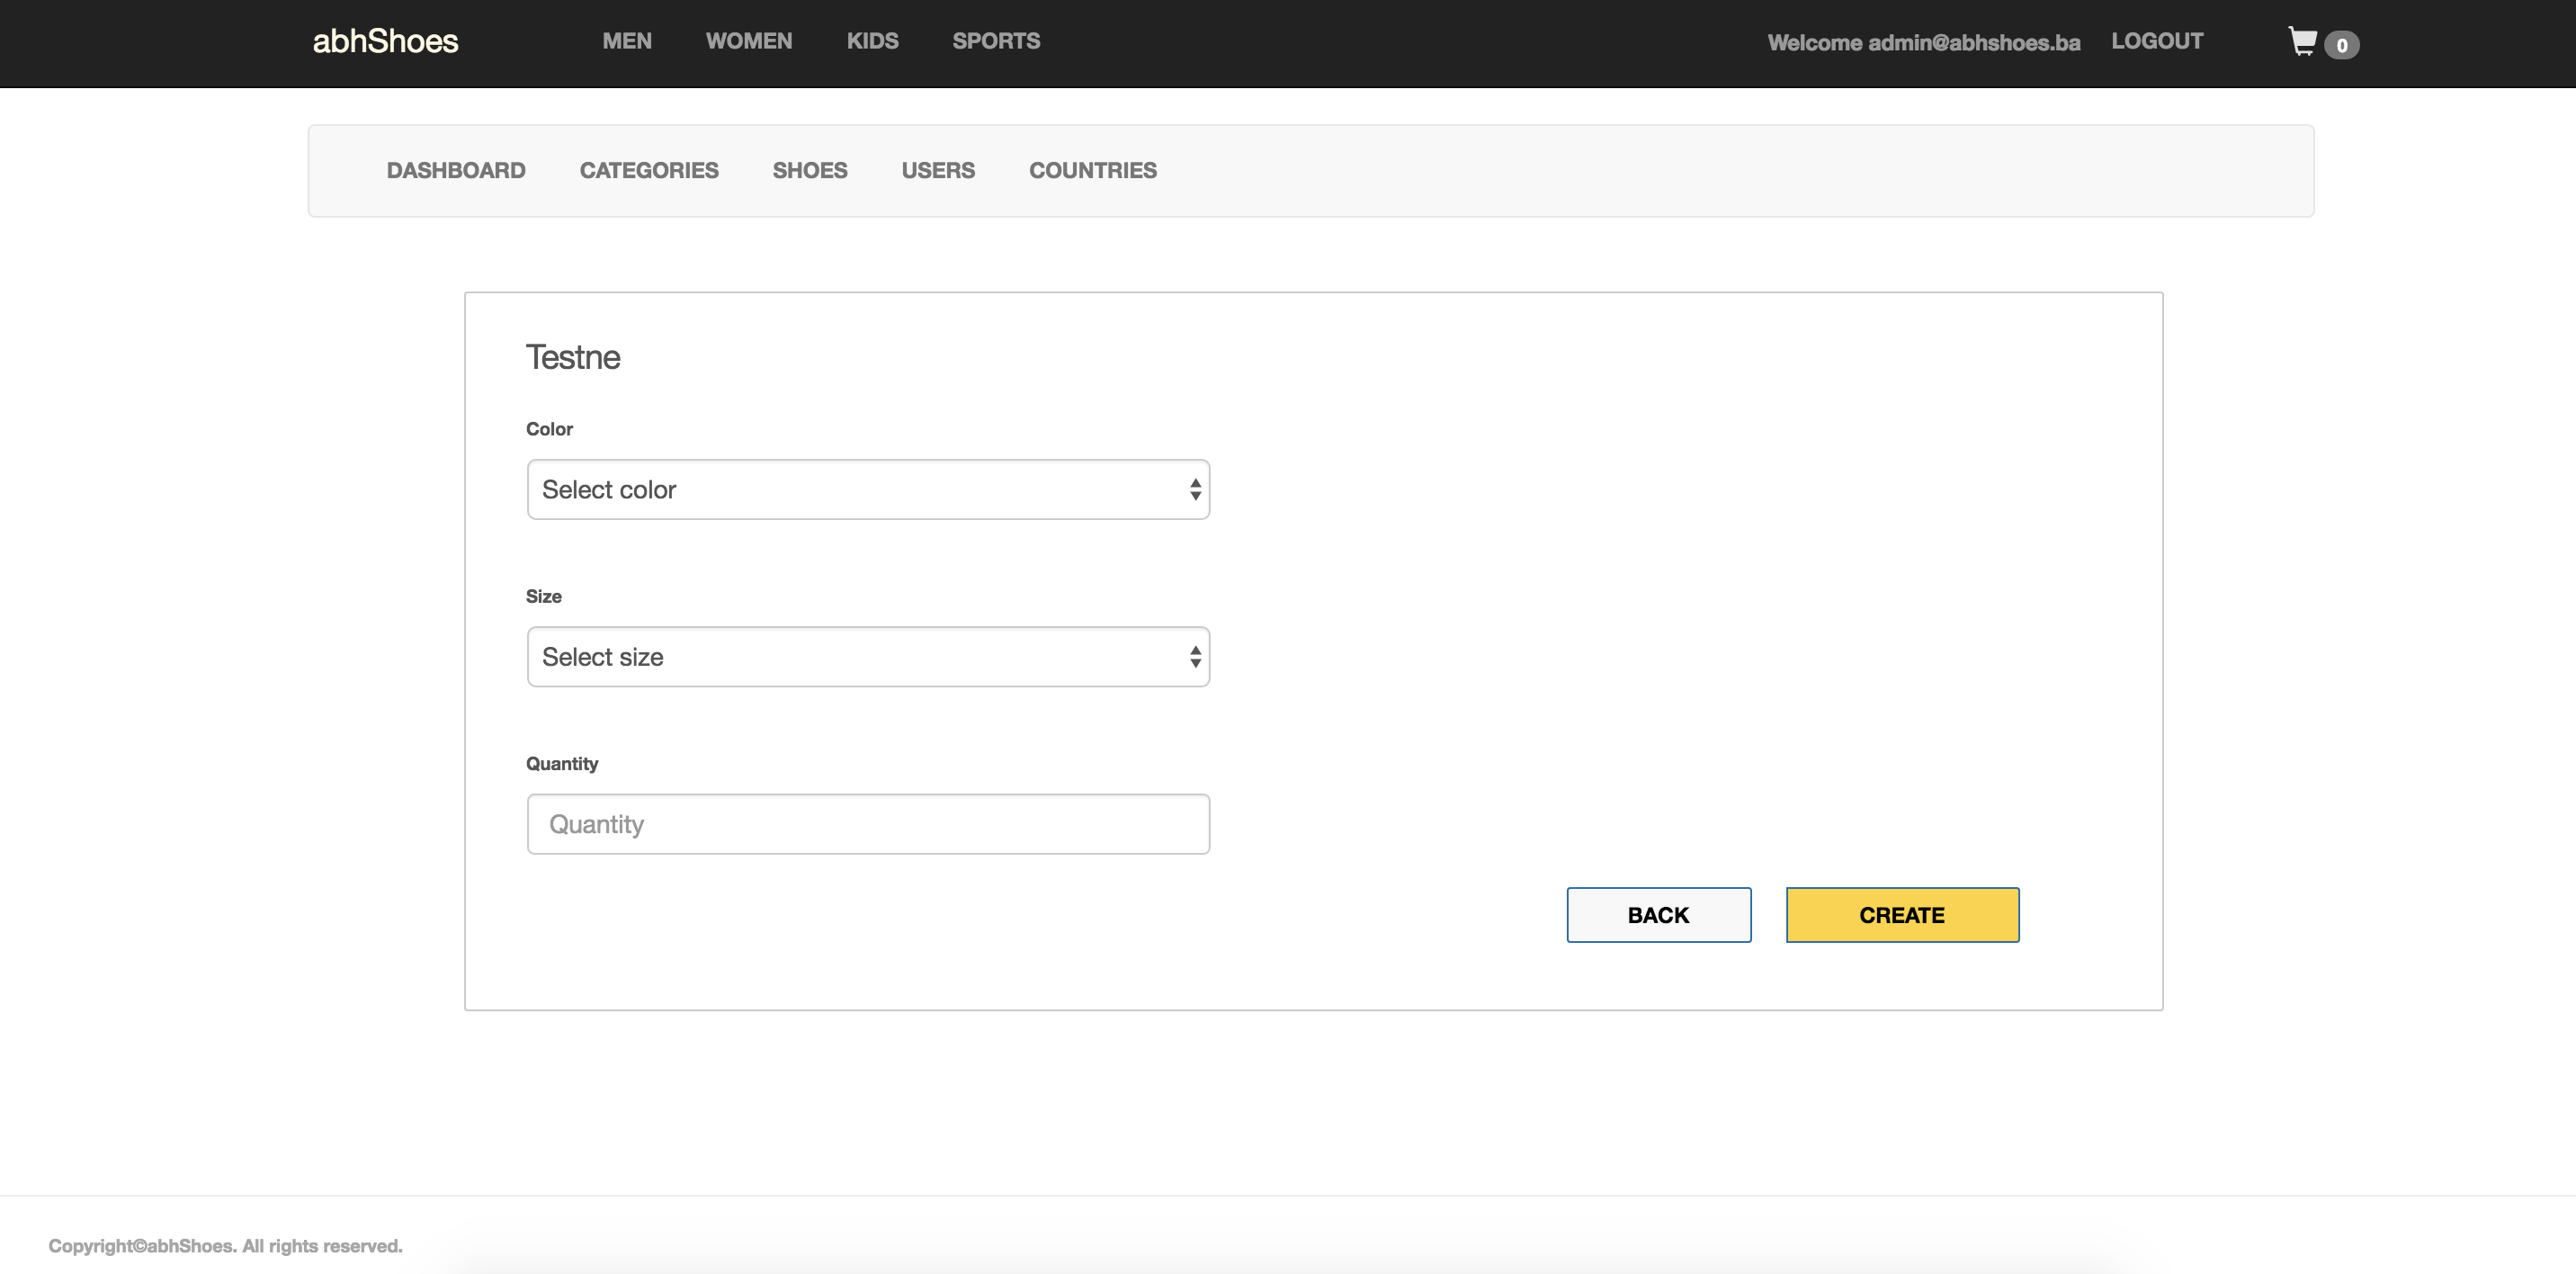 abhShoes MEN WOMEN KIDS SPORTS Welcome admin@abhshoes.ba LOGOUT 0
DASHBOARD CATEGORIES SHOES USERS COUNTRIES
Testne
Color
Select color
Size
Select size
Quantity
Quantity
BACK CREATE
Copyright©abhShoes. All rights reserved.